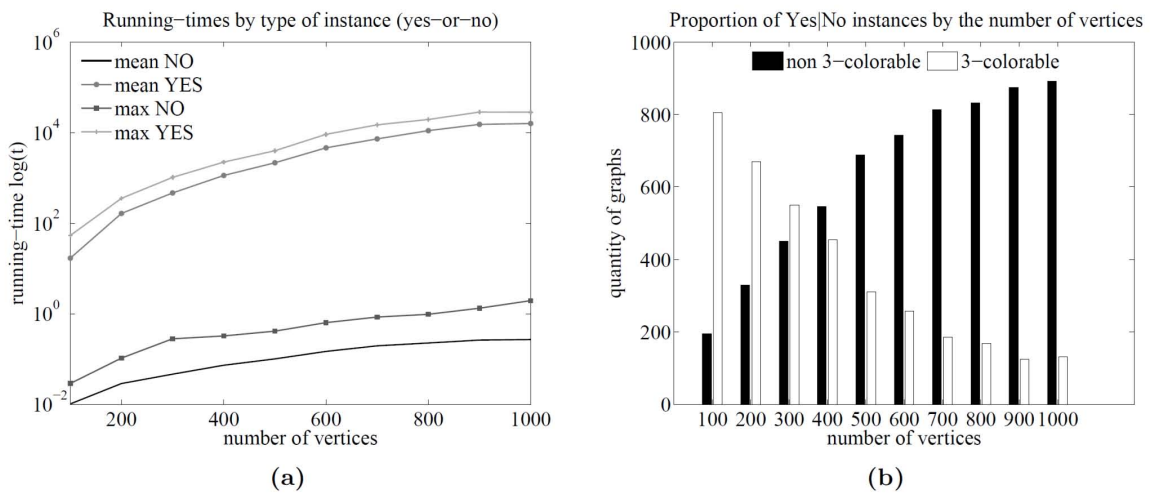 Running-times by type of instance (yes-or-no)
10^6
10^4
10^2
10^0
10^-2
running-time log(t)
mean NO
mean YES
max NO
max YES
200 400 600 800 1000
number of vertices
(a)
Proportion of Yes|No instances by the number of vertices
1000
800
600
400
200
0
quantity of graphs
non 3-colorable 3-colorable
100 200 300 400 500 600 700 800 900 1000
number of vertices
(b)